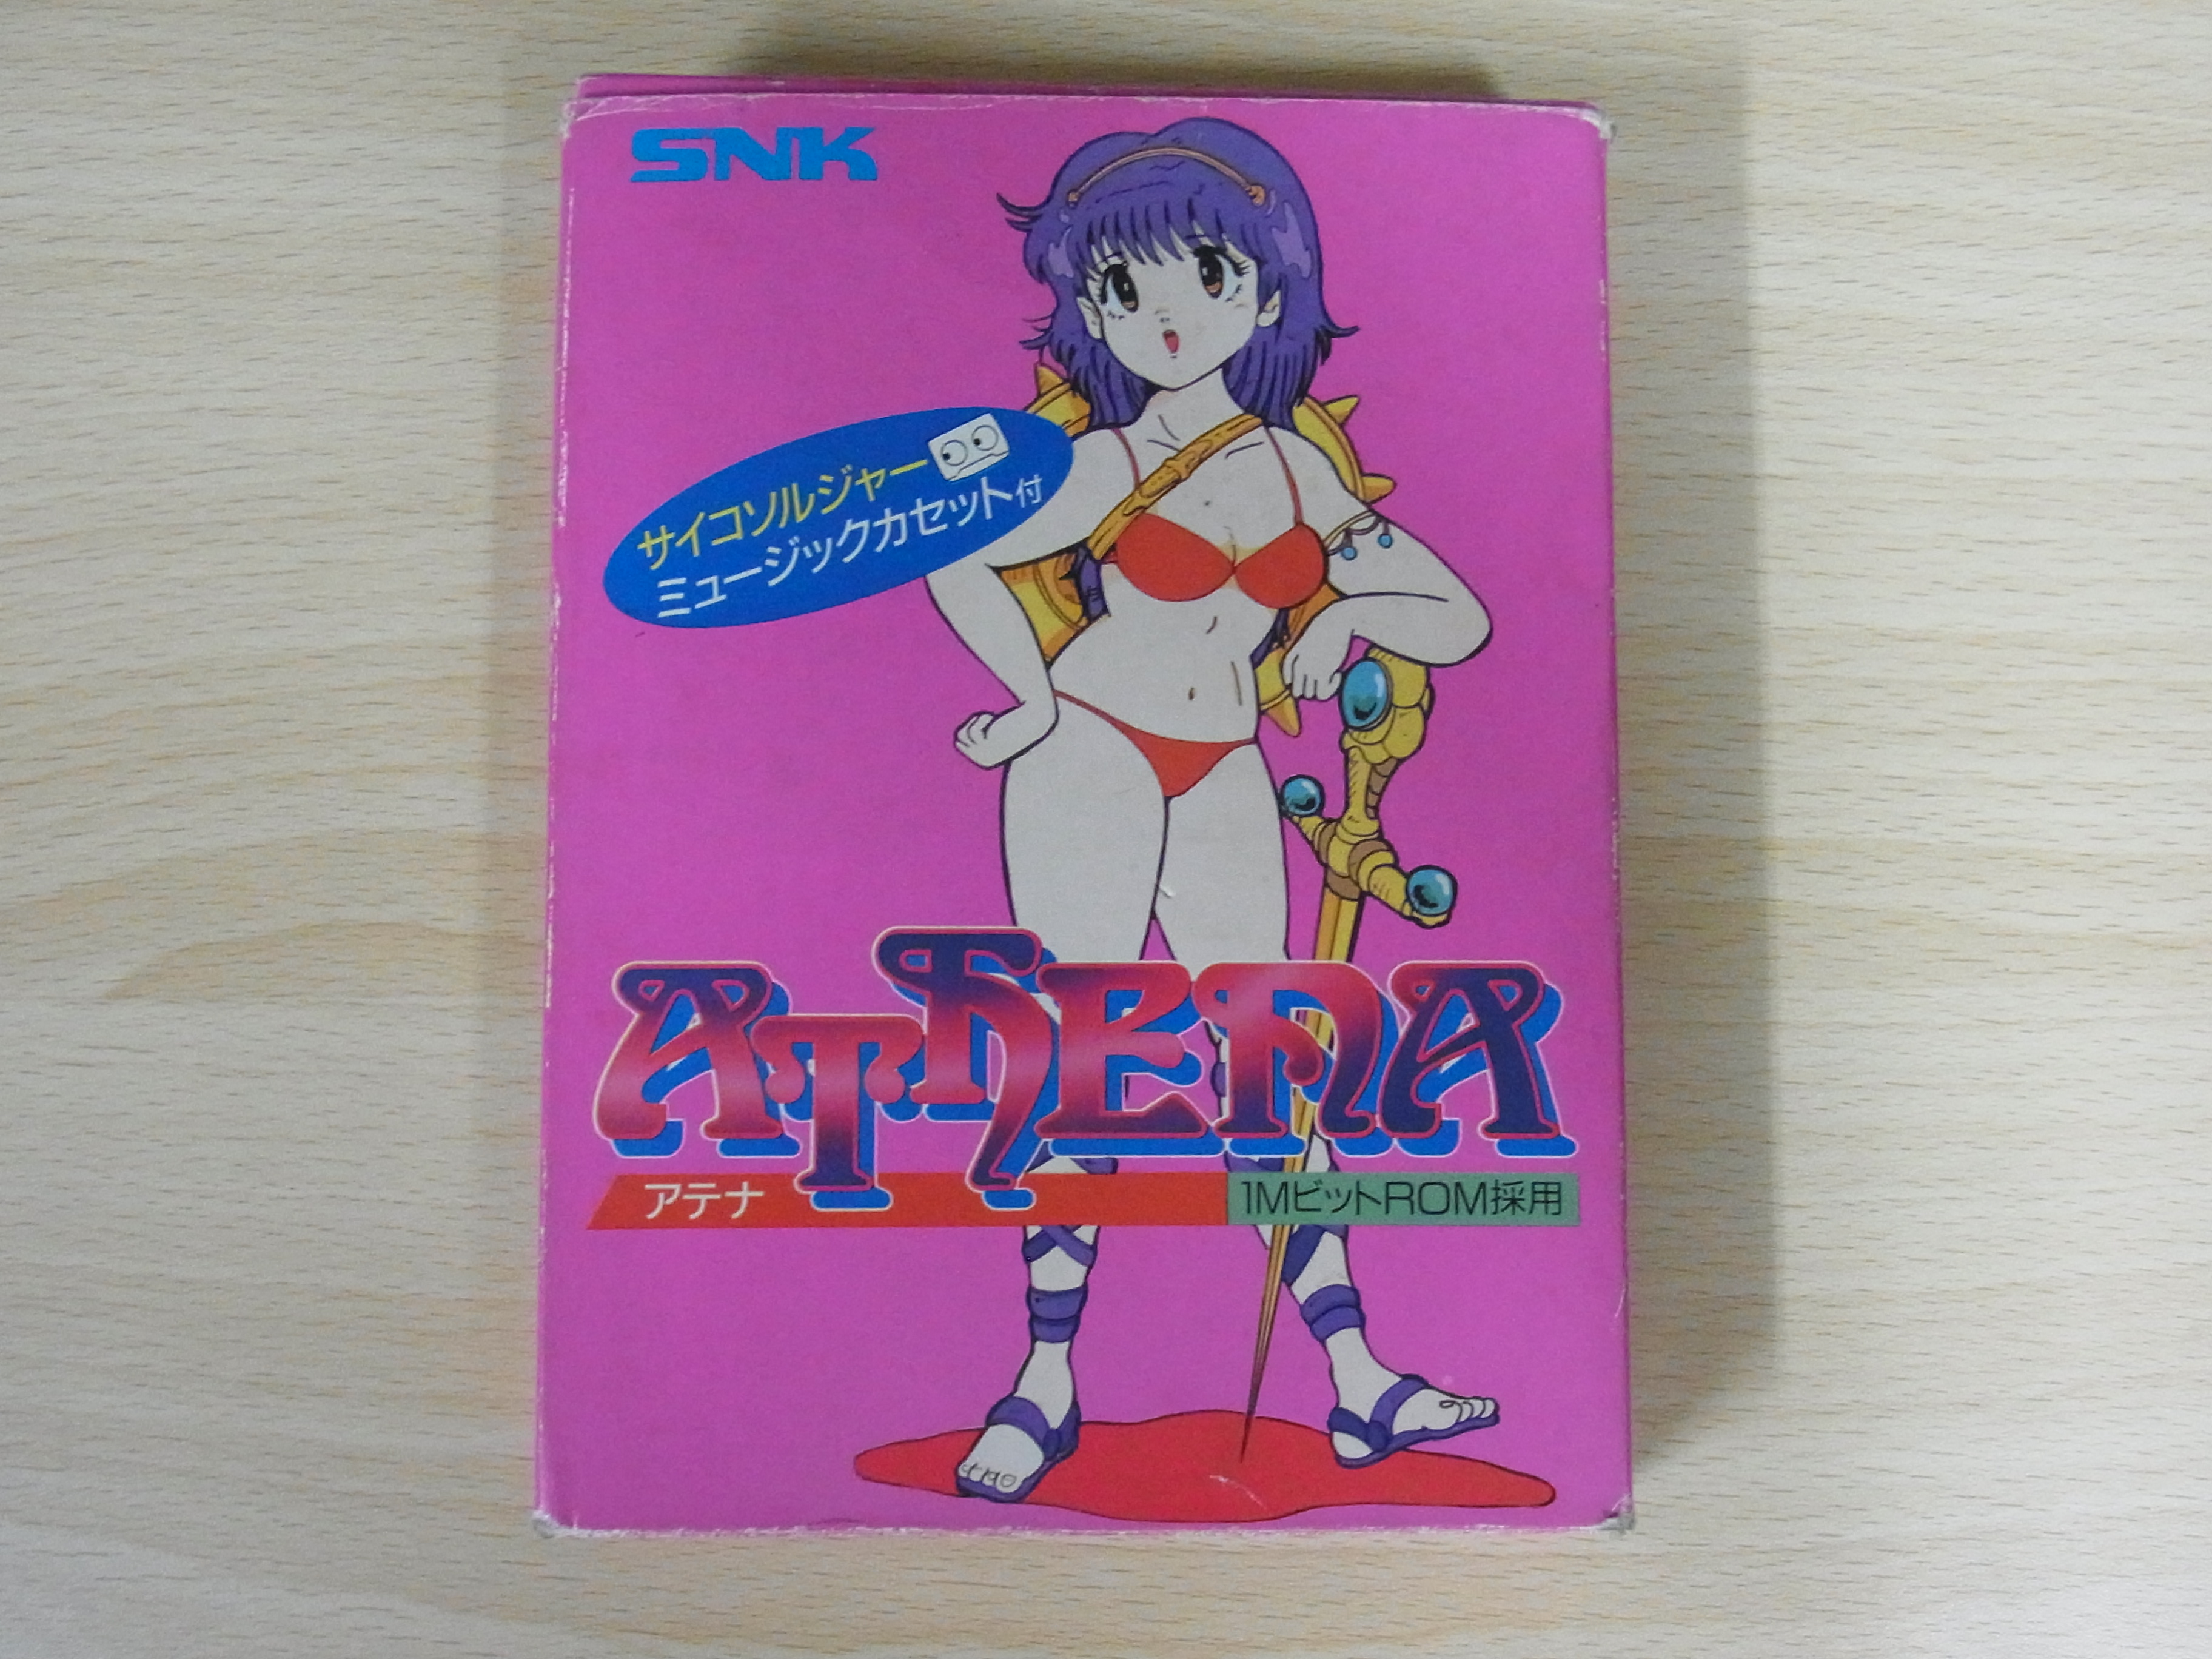 SNK
サイコソルジャー
ミュージックカセット付
ATHENA
アテナ
1MビットROM採用